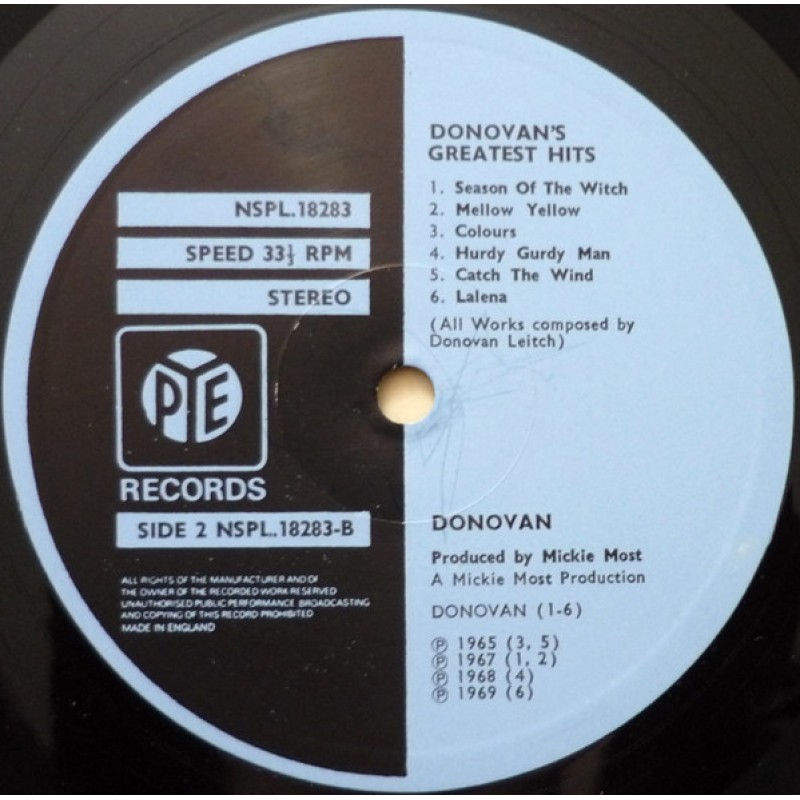 NSPL.18283
SPEED 33⅓ RPM
STEREO
PYE
RECORDS
SIDE 2 NSPL.18283-B
ALL RIGHTS OF THE MANUFACTURER AND OF
THE OWNER OF THE RECORDED WORK RESERVED
UNAUTHORISED PUBLIC PERFORMANCE BROADCASTING
AND COPYING OF THIS RECORD PROHIBITED
MADE IN ENGLAND
DONOVAN'S
GREATEST HITS
1. Season Of The Witch
2. Mellow Yellow
3. Colours
4. Hurdy Gurdy Man
5. Catch The Wind
6. Lalena
(All Works composed by
Donovan Leitch)
DONOVAN
Produced by Mickie Most
A Mickie Most Production
DONOVAN (1-6)
℗ 1965 (3, 5)
℗ 1967 (1, 2)
℗ 1968 (4)
℗ 1969 (6)